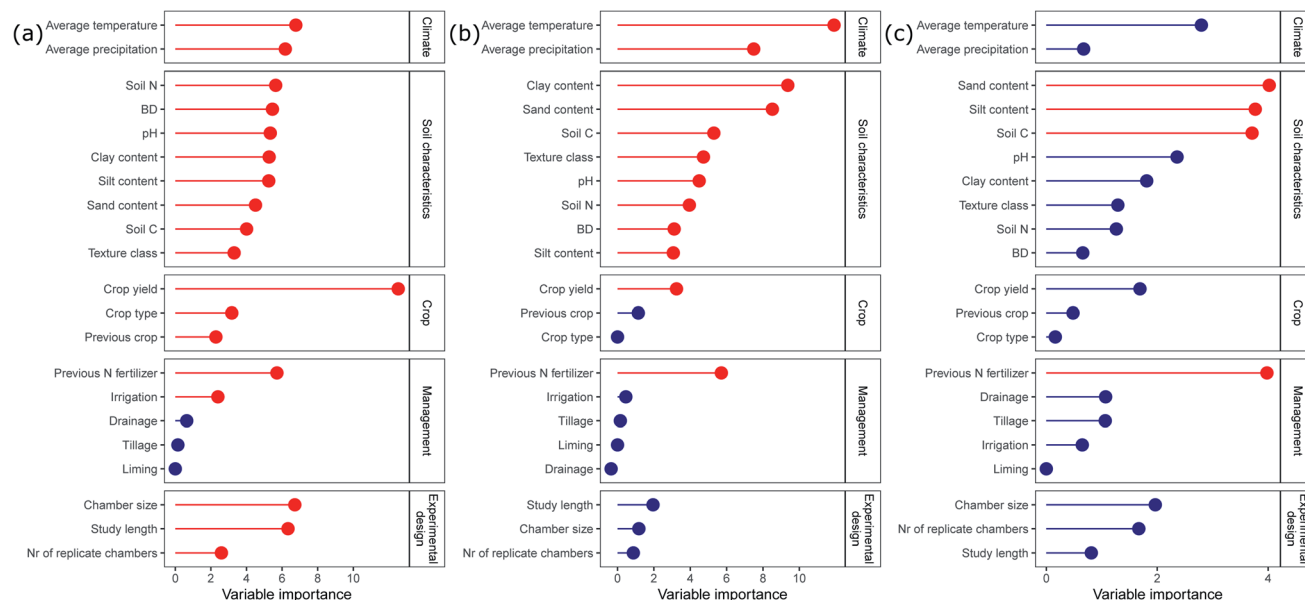 (a)
Average temperature
Average precipitation
Climate
Soil N
BD
pH
Clay content
Silt content
Sand content
Soil C
Texture class
Soil characteristics
Crop yield
Crop type
Previous crop
Crop
Previous N fertilizer
Irrigation
Drainage
Tillage
Liming
Management
Chamber size
Study length
Nr of replicate chambers
Experimental
design
0 2 4 6 8 10
Variable importance
(b)
Average temperature
Average precipitation
Climate
Clay content
Sand content
Soil C
Texture class
pH
Soil N
BD
Silt content
Soil characteristics
Crop yield
Previous crop
Crop type
Crop
Previous N fertilizer
Irrigation
Tillage
Liming
Drainage
Management
Study length
Chamber size
Nr of replicate chambers
Experimental
design
0 2 4 6 8 10
Variable importance
(c)
Average temperature
Average precipitation
Climate
Sand content
Silt content
Soil C
pH
Clay content
Texture class
Soil N
BD
Soil characteristics
Crop yield
Previous crop
Crop type
Crop
Previous N fertilizer
Drainage
Tillage
Irrigation
Liming
Management
Chamber size
Nr of replicate chambers
Study length
Experimental
design
0 2 4
Variable importance